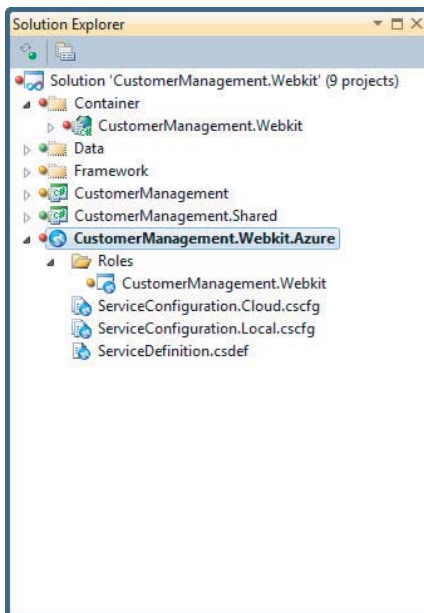 Solution Explorer
Solution 'CustomerManagement.Webkit' (9 projects)
Container
CustomerManagement.Webkit
Data
Framework
CustomerManagement
CustomerManagement.Shared
CustomerManagement.Webkit.Azure
Roles
CustomerManagement.Webkit
ServiceConfiguration.Cloud.cscfg
ServiceConfiguration.Local.cscfg
ServiceDefinition.csdef